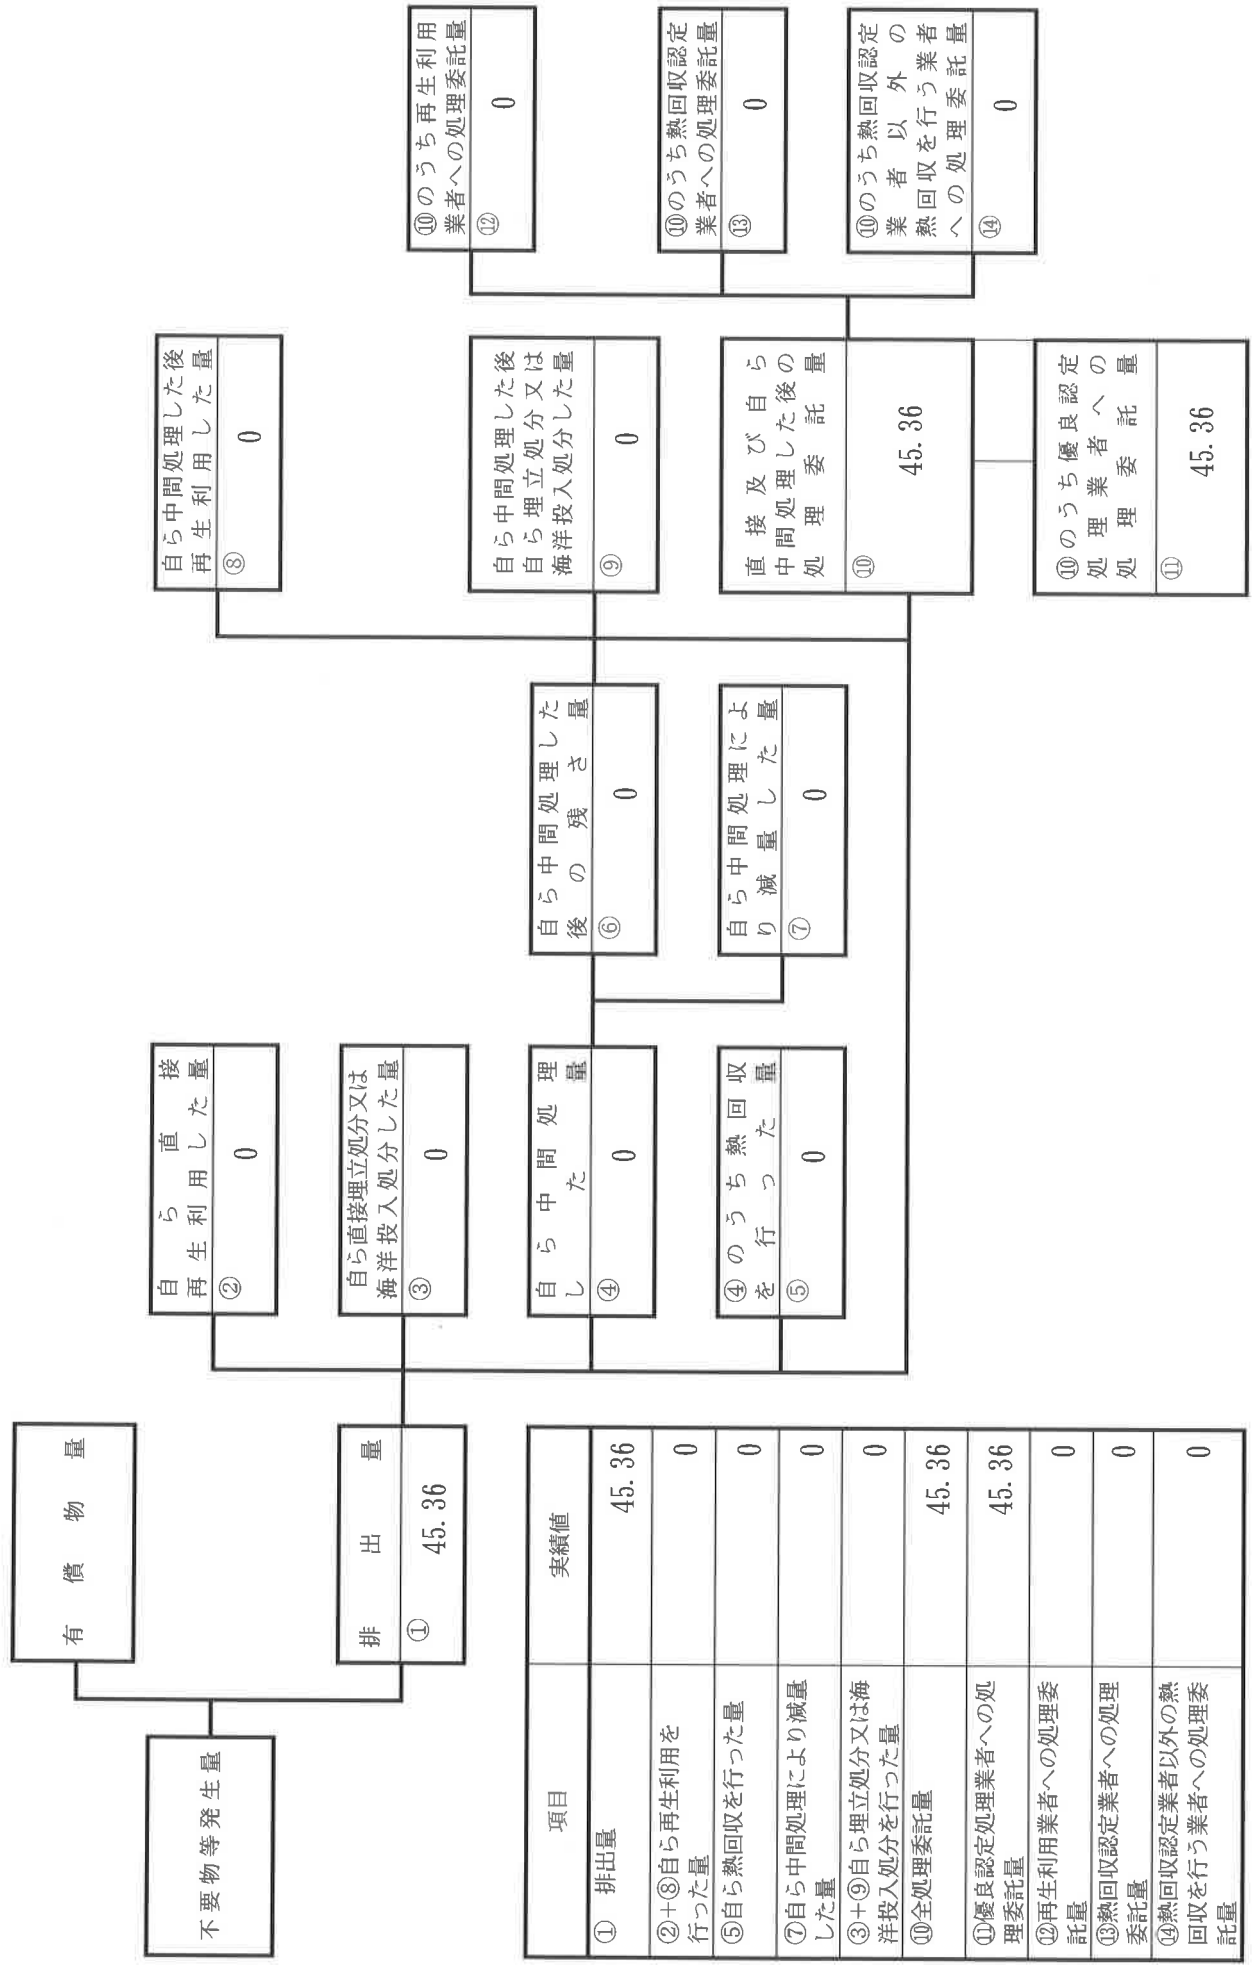 不要物等発生量
有償物量
排出量
① 45.36
自ら直接
再生利用した量
② 0
自ら直接埋立処分又は
海洋投入処分した量
③ 0
自ら中間処理
した量
④ 0
④のうち熱回収
を行った量
⑤ 0
自ら中間処理した
後の残さ量
⑥ 0
自ら中間処理によ
り減量した量
⑦ 0
自ら中間処理した後
再生利用した量
⑧ 0
自ら中間処理した後
自ら埋立処分又は
海洋投入処分した量
⑨ 0
直接及び自ら
中間処理した後の
処理委託量
⑩ 45.36
⑩のうち優良認定
処理業者への
処理委託量
⑪ 45.36
⑩のうち再生利用
業者への処理委託量
⑫ 0
⑩のうち熱回収認定
業者への処理委託量
⑬ 0
⑩のうち熱回収認定
業者以外の
熱回収を行う業者
への処理委託量
⑭ 0
項目 実績値
① 排出量 45.36
②+⑧自ら再生利用を
行った量 0
⑤自ら熱回収を行った量 0
⑦自ら中間処理により減量
した量 0
③+⑨自ら埋立処分又は海
洋投入処分を行った量 0
⑩全処理委託量 45.36
⑪優良認定処理業者への処
理委託量 45.36
⑫再生利用業者への処理委
託量 0
⑬熱回収認定業者への処理
委託量 0
⑭熱回収認定業者以外の熱
回収を行う業者への処理委
託量 0